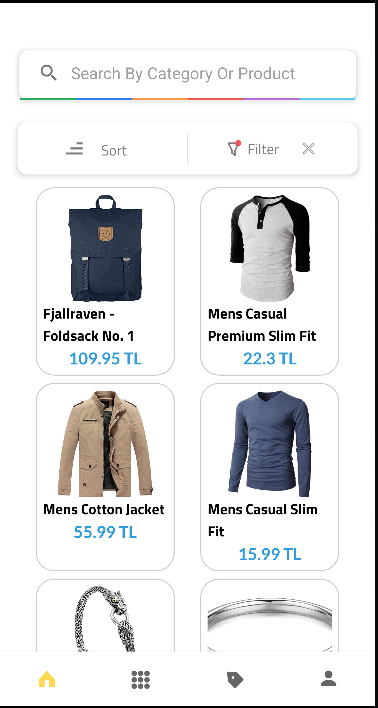 Search By Category Or Product
Sort
Filter
Fjallraven -
Foldsack No. 1
109.95 TL
Mens Casual
Premium Slim Fit
22.3 TL
Mens Cotton Jacket
55.99 TL
Mens Casual Slim
Fit
15.99 TL